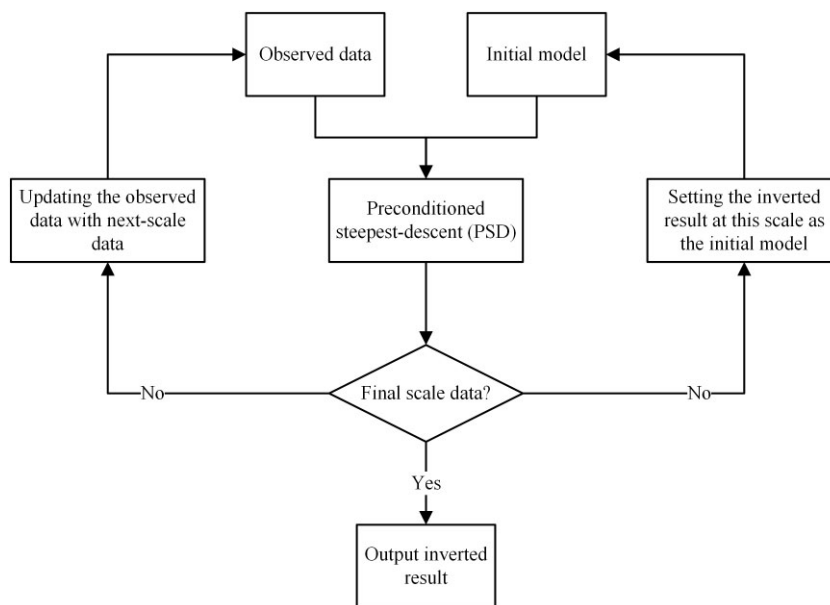 Observed data
Initial model
Updating the observed
data with next-scale
data
Preconditioned
steepest-descent (PSD)
Setting the inverted
result at this scale as
the initial model
No
Final scale data?
No
Yes
Output inverted
result